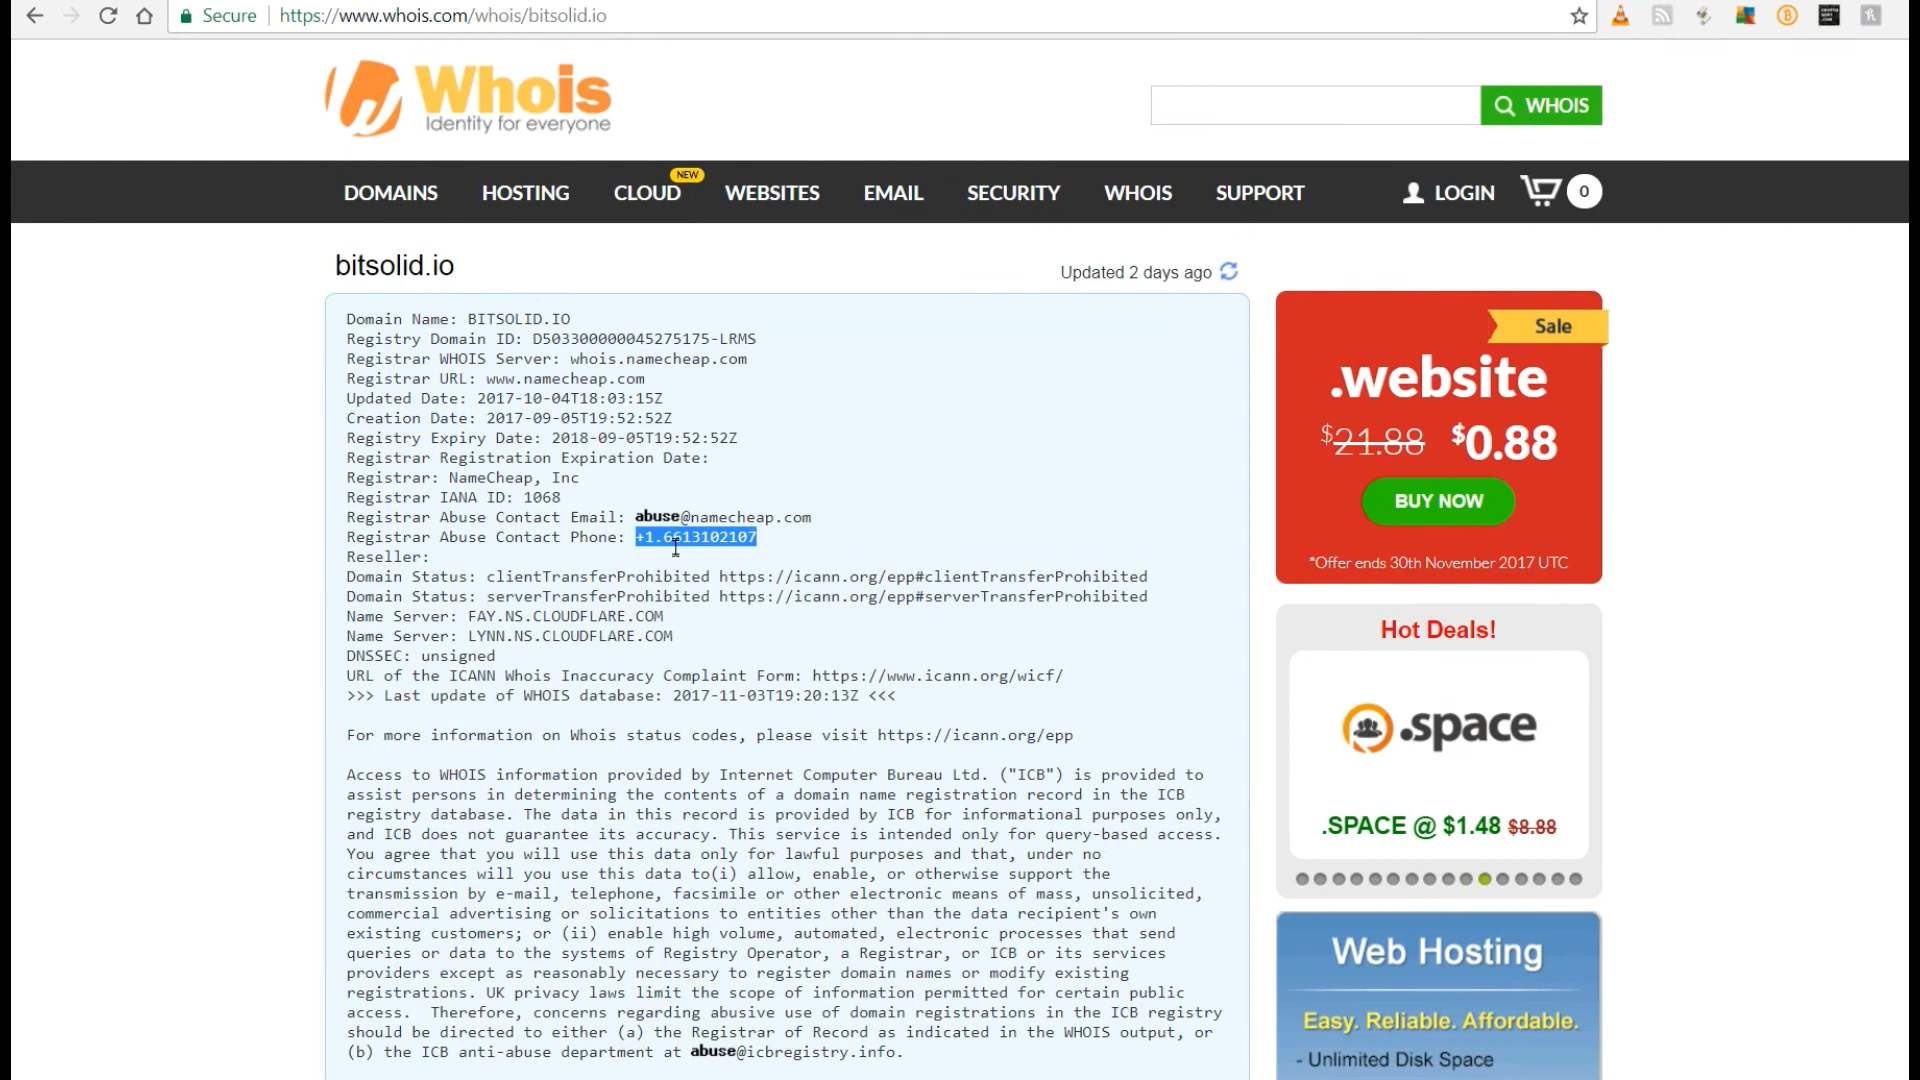 Secure | https://www.whois.com/whois/bitsolid.io
Whois
Identity for everyone
WHOIS
DOMAINS HOSTING CLOUD NEW WEBSITES EMAIL SECURITY WHOIS SUPPORT LOGIN 0
bitsolid.io
Updated 2 days ago
Domain Name: BITSOLID.IO
Registry Domain ID: D503300000045275175-LRMS
Registrar WHOIS Server: whois.namecheap.com
Registrar URL: www.namecheap.com
Updated Date: 2017-10-04T18:03:15Z
Creation Date: 2017-09-05T19:52:52Z
Registry Expiry Date: 2018-09-05T19:52:52Z
Registrar Registration Expiration Date:
Registrar: NameCheap, Inc
Registrar IANA ID: 1068
Registrar Abuse Contact Email: abuse@namecheap.com
Registrar Abuse Contact Phone: +1.6613102107
Reseller:
Domain Status: clientTransferProhibited https://icann.org/epp#clientTransferProhibited
Domain Status: serverTransferProhibited https://icann.org/epp#serverTransferProhibited
Name Server: FAY.NS.CLOUDFLARE.COM
Name Server: LYNN.NS.CLOUDFLARE.COM
DNSSEC: unsigned
URL of the ICANN Whois Inaccuracy Complaint Form: https://www.icann.org/wicf/
>>> Last update of WHOIS database: 2017-11-03T19:20:13Z <<<
For more information on Whois status codes, please visit https://icann.org/epp
Access to WHOIS information provided by Internet Computer Bureau Ltd. ("ICB") is provided to
assist persons in determining the contents of a domain name registration record in the ICB
registry database. The data in this record is provided by ICB for informational purposes only,
and ICB does not guarantee its accuracy. This service is intended only for query-based access.
You agree that you will use this data only for lawful purposes and that, under no
circumstances will you use this data to(i) allow, enable, or otherwise support the
transmission by e-mail, telephone, facsimile or other electronic means of mass, unsolicited,
commercial advertising or solicitations to entities other than the data recipient's own
existing customers; or (ii) enable high volume, automated, electronic processes that send
queries or data to the systems of Registry Operator, a Registrar, or ICB or its services
providers except as reasonably necessary to register domain names or modify existing
registrations. UK privacy laws limit the scope of information permitted for certain public
access.  Therefore, concerns regarding abusive use of domain registrations in the ICB registry
should be directed to either (a) the Registrar of Record as indicated in the WHOIS output, or
(b) the ICB anti-abuse department at abuse@icbregistry.info.
Sale
.website
$21.88 $0.88
BUY NOW
*Offer ends 30th November 2017 UTC
Hot Deals!
.space
.SPACE @ $1.48 $8.88
Web Hosting
Easy. Reliable. Affordable.
- Unlimited Disk Space